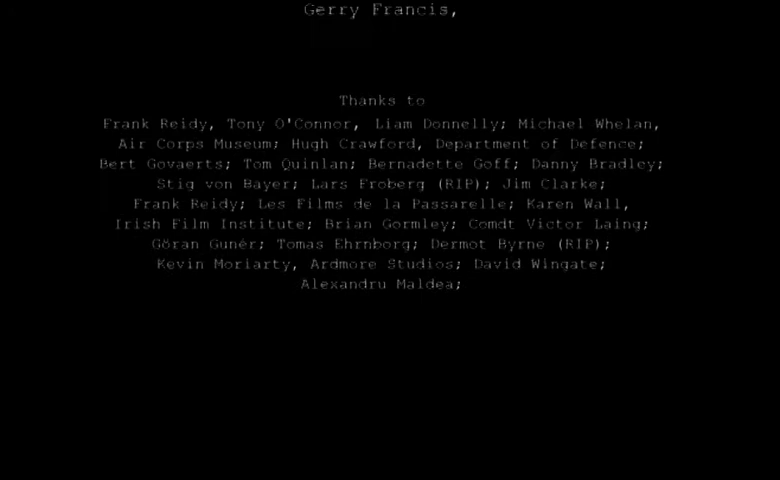 Gerry Francis,
Thanks to
Frank Reidy, Tony O'Connor, Liam Donnelly; Michael Whelan,
Air Corps Museum; Hugh Crawford, Department of Defence;
Bert Govaerts; Tom Quinlan; Bernadette Goff; Danny Bradley;
Stig von Bayer; Lars Froberg (RIP); Jim Clarke;
Frank Reidy; Les Films de la Passarelle; Karen Wall,
Irish Film Institute; Brian Gormley; Comdt Victor Laing;
Göran Gunér; Tomas Ehrnborg; Dermot Byrne (RIP);
Kevin Moriarty, Ardmore Studios; David Wingate;
Alexandru Maldea;